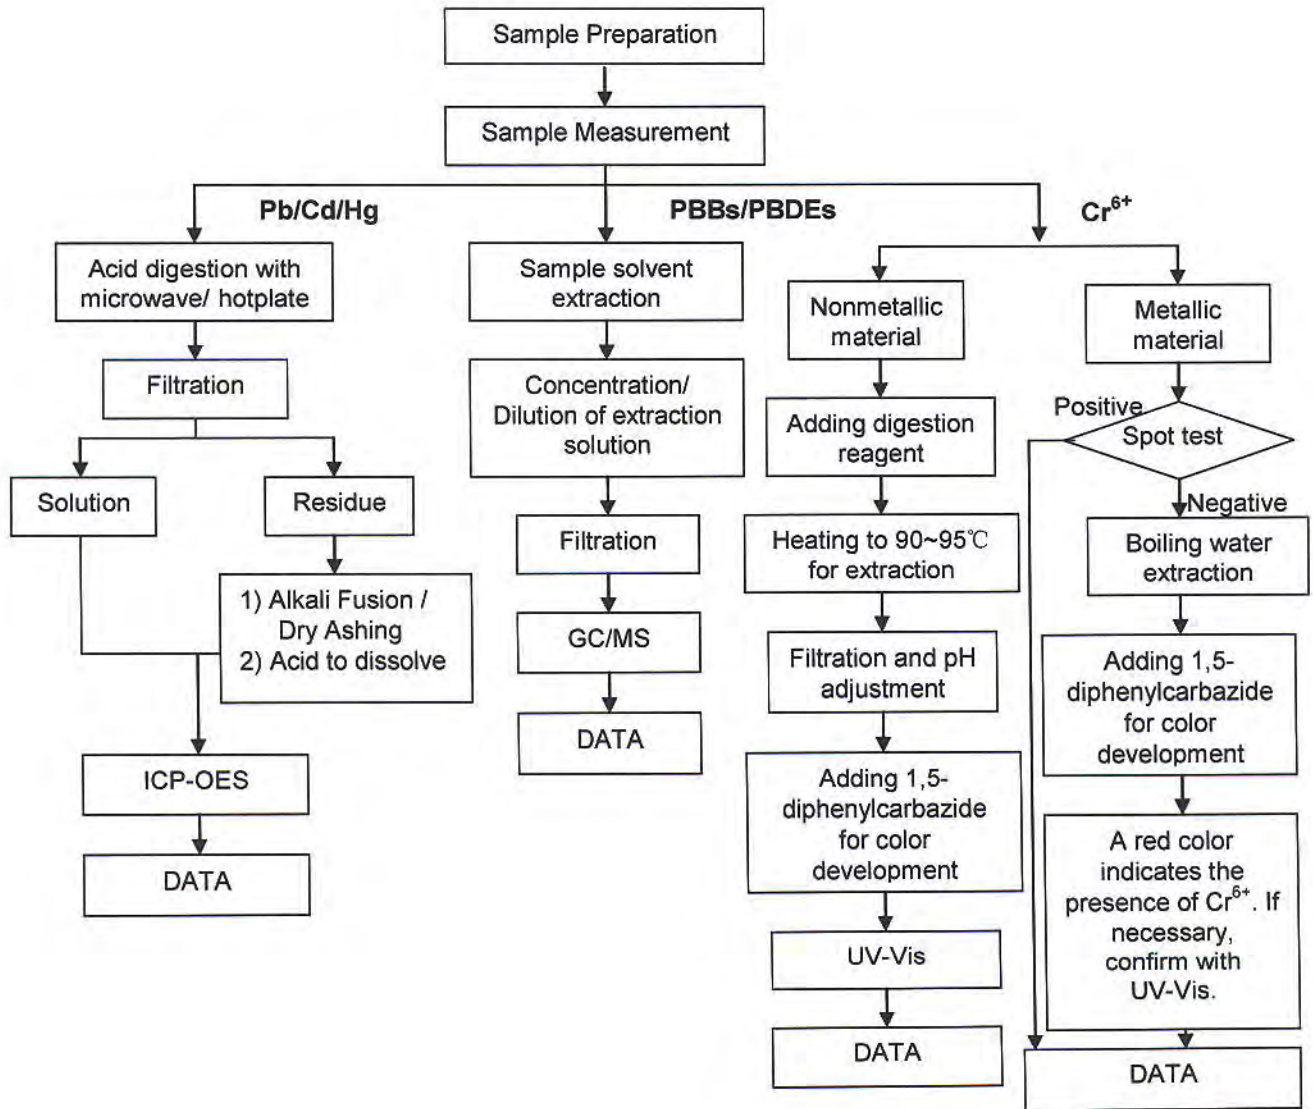 Sample Preparation
Sample Measurement
Pb/Cd/Hg
PBBs/PBDEs
Cr⁶⁺
Acid digestion with
microwave/ hotplate
Filtration
Solution
Residue
1) Alkali Fusion /
Dry Ashing
2) Acid to dissolve
ICP-OES
DATA
Sample solvent
extraction
Concentration/
Dilution of extraction
solution
Filtration
GC/MS
DATA
Nonmetallic
material
Adding digestion
reagent
Heating to 90~95℃
for extraction
Filtration and pH
adjustment
Adding 1,5-
diphenylcarbazide
for color
development
UV-Vis
DATA
Metallic
material
Positive
Spot test
Negative
Boiling water
extraction
Adding 1,5-
diphenylcarbazide
for color
development
A red color
indicates the
presence of Cr⁶⁺. If
necessary,
confirm with
UV-Vis.
DATA